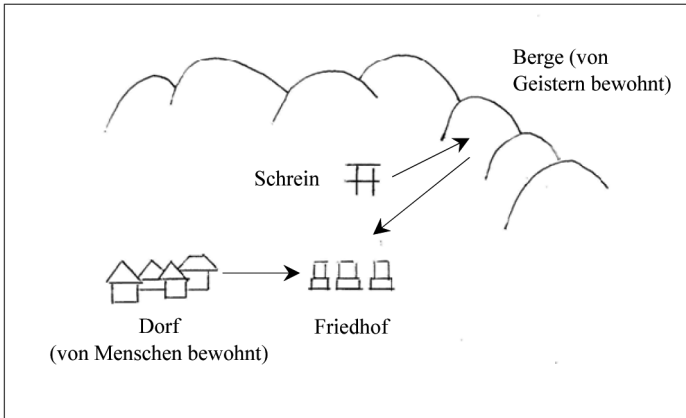 Berge (von
Geistern bewohnt)
Schrein
Dorf
(von Menschen bewohnt)
Friedhof